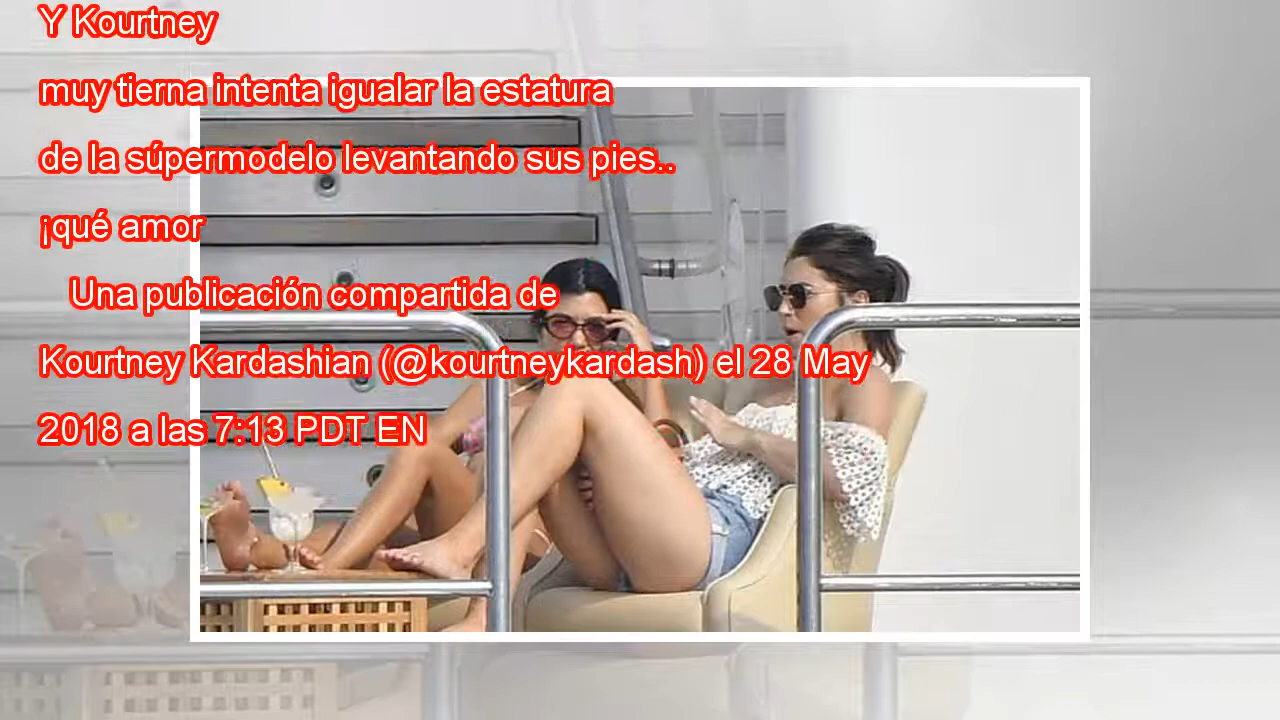 Y Kourtney
muy tierna intenta igualar la estatura
de la súpermodelo levantando sus pies..
¡qué amor
Una publicación compartida de
Kourtney Kardashian (@kourtneykardash) el 28 May
2018 a las 7:13 PDT EN